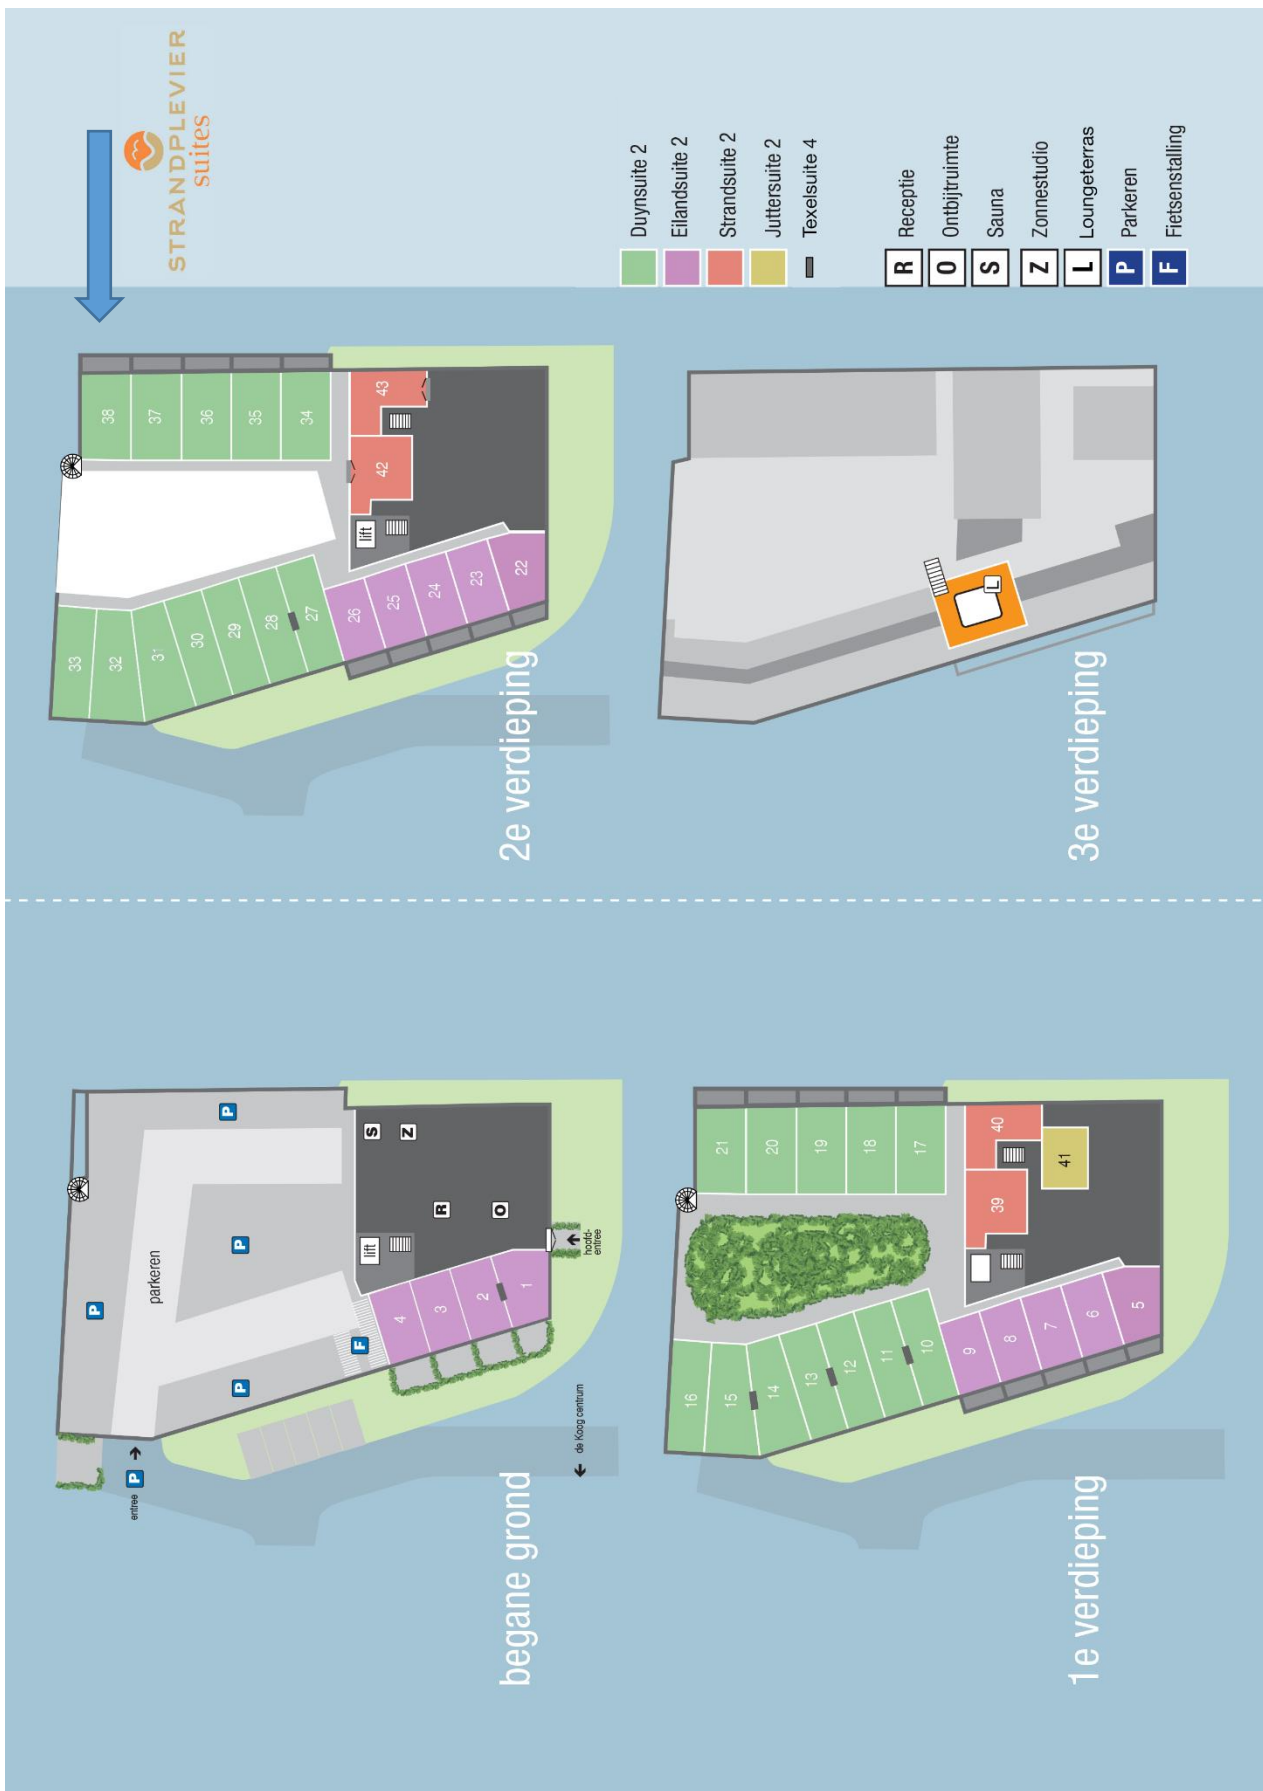 STRANDPLEVIER
suites
begane grond
entree P
P
P
P
P
parkeren
F
lift
S
Z
R
O
4
3
2
1
hoofd-
entree
de Koog centrum
2e verdieping
33
32
31
30
29
28
27
26
25
24
23
22
38
37
36
35
34
lift
42
43
1e verdieping
16
15
14
13
12
11
10
9
8
7
6
5
21
20
19
18
17
39
40
41
3e verdieping
L
Duynsuite 2
Eilandsuite 2
Strandsuite 2
Juttersuite 2
Texelsuite 4
R Receptie
O Ontbijtruimte
S Sauna
Z Zonnestudio
L Loungeterras
P Parkeren
F Fietsenstalling